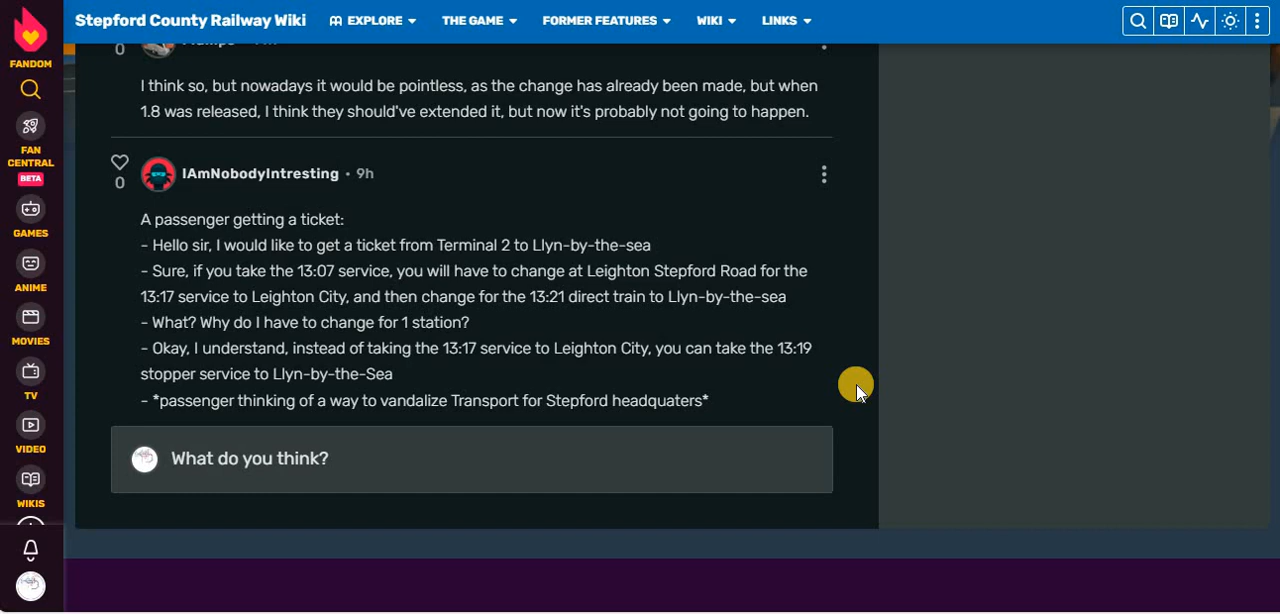 Stepford County Railway Wiki EXPLORE THE GAME FORMER FEATURES WIKI LINKS
FANDOM
FAN CENTRAL
BETA
GAMES
ANIME
MOVIES
TV
VIDEO
WIKIS
0
I think so, but nowadays it would be pointless, as the change has already been made, but when
1.8 was released, I think they should've extended it, but now it's probably not going to happen.
IAmNobodyIntresting • 9h
0
A passenger getting a ticket:
- Hello sir, I would like to get a ticket from Terminal 2 to Llyn-by-the-sea
- Sure, if you take the 13:07 service, you will have to change at Leighton Stepford Road for the
13:17 service to Leighton City, and then change for the 13:21 direct train to Llyn-by-the-sea
- What? Why do I have to change for 1 station?
- Okay, I understand, instead of taking the 13:17 service to Leighton City, you can take the 13:19
stopper service to Llyn-by-the-Sea
- *passenger thinking of a way to vandalize Transport for Stepford headquaters*
What do you think?